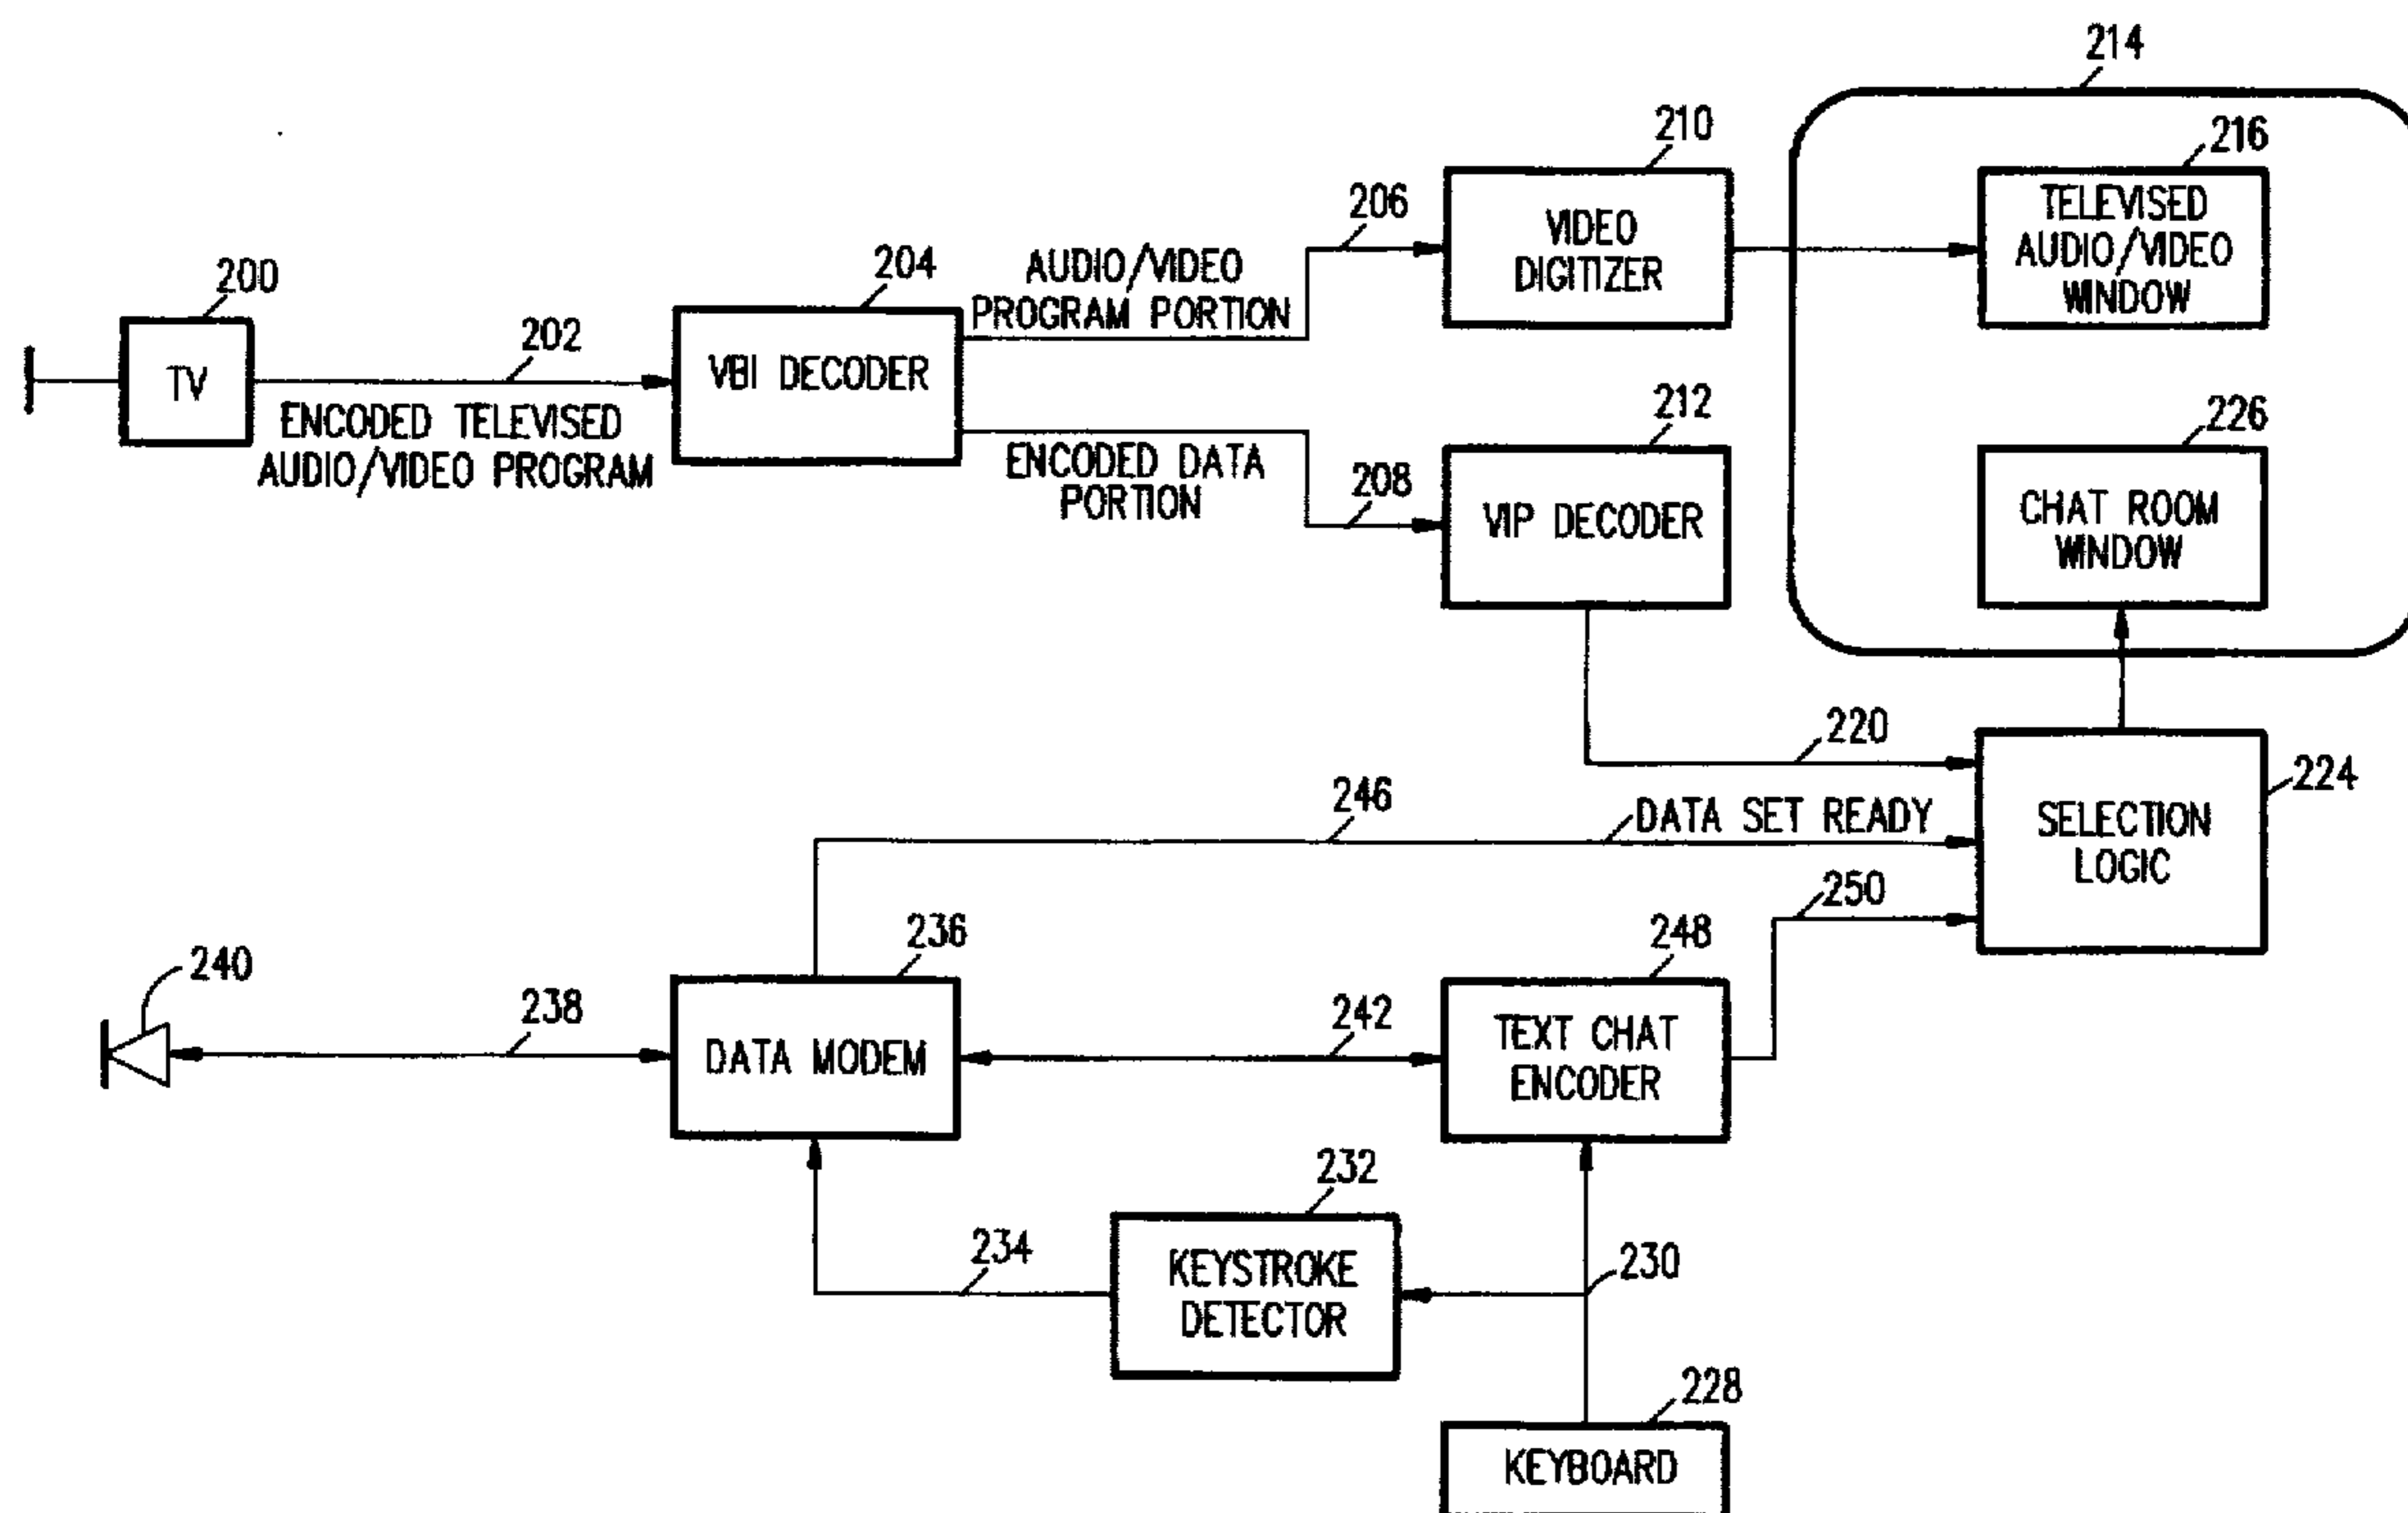 214
210
216
206
TELEVISED
AUDIO/VIDEO
WINDOW
VIDEO
DIGITIZER
204
AUDIO/VIDEO
PROGRAM PORTION
200
202
TV
VBI DECODER
ENCODED TELEVISED
AUDIO/VIDEO PROGRAM
212
226
ENCODED DATA
PORTION
208
VIP DECODER
CHAT ROOM
WINDOW
220
224
246
DATA SET READY
SELECTION
LOGIC
250
236
248
240
238
242
DATA MODEM
TEXT CHAT
ENCODER
232
234
KEYSTROKE
DETECTOR
230
228
KEYBOARD